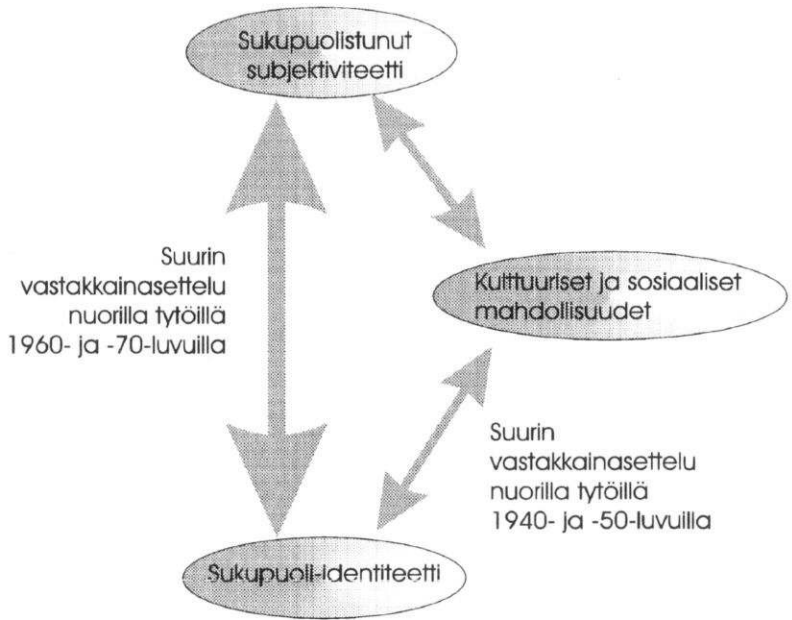 Sukupuolistunut
subjektiviteetti
Suurin
vastakkainasettelu
nuorilla tytöillä
1960- ja -70-luvuilla
Kulttuuriset ja sosiaaliset
mahdollisuudet
Suurin
vastakkainasettelu
nuorilla tytöillä
1940- ja -50-luvuilla
Sukupuoli-identiteetti